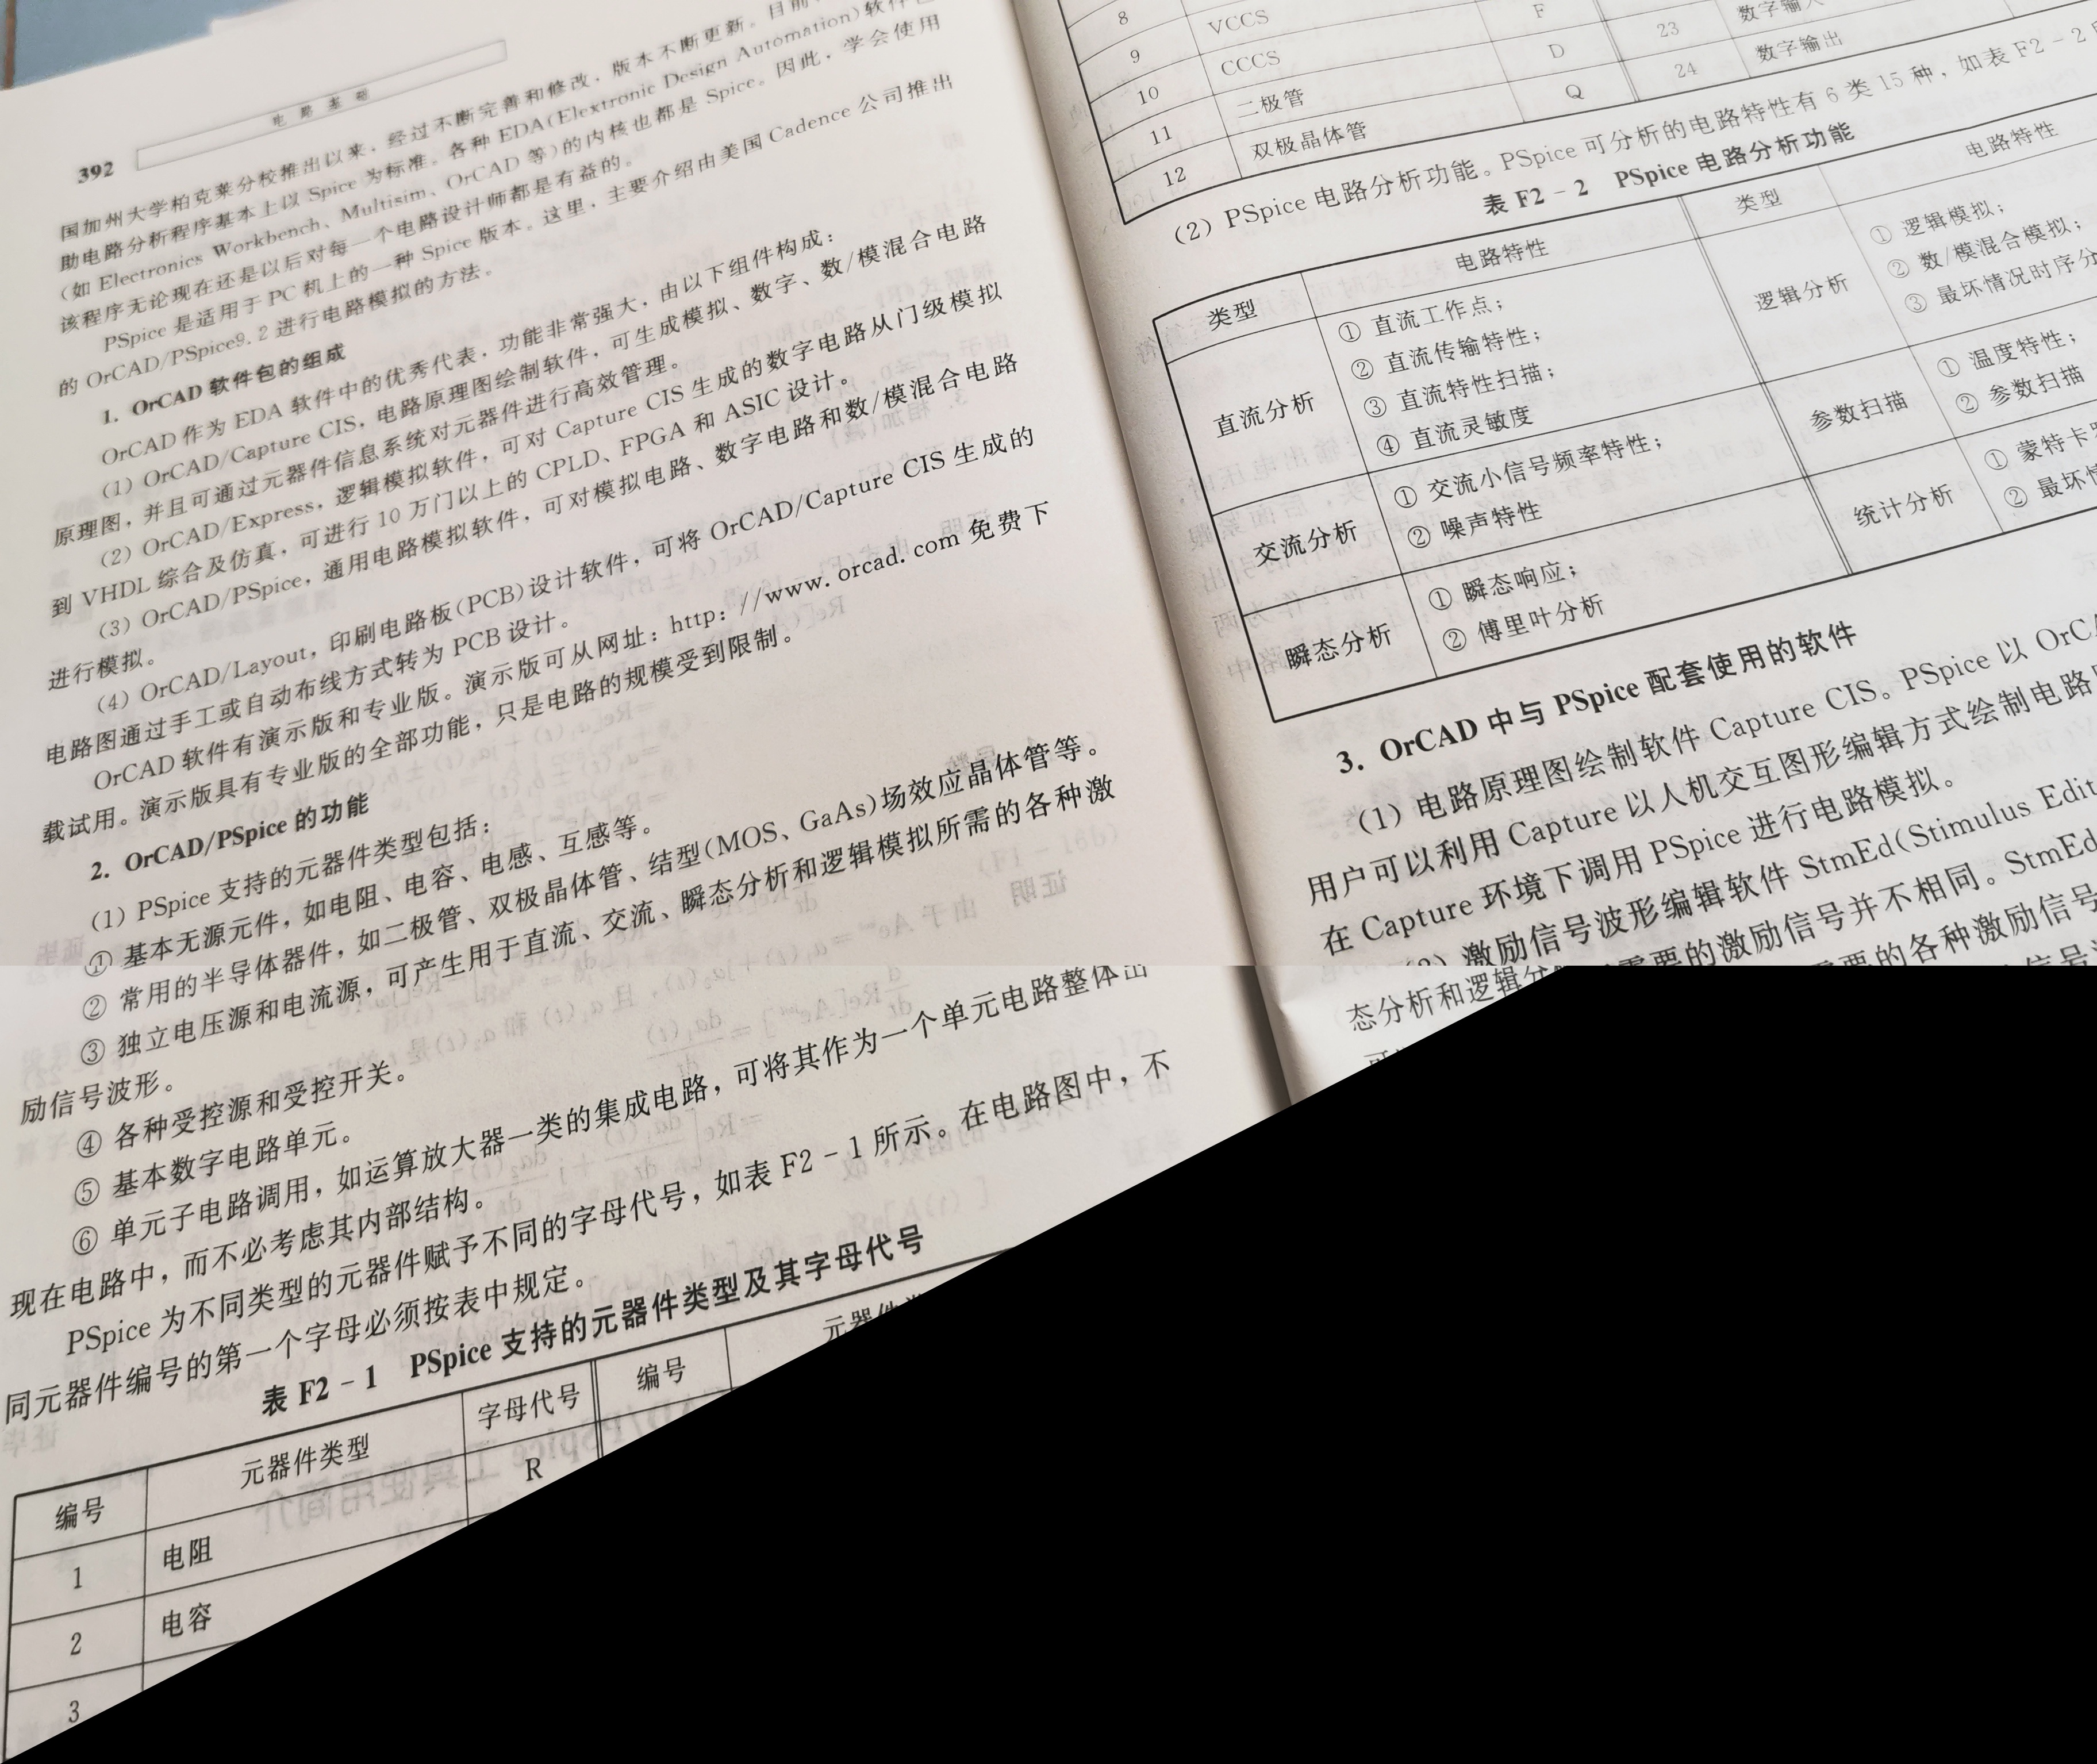 392
电路基础
国加州大学柏克莱分校推出以来，经过不断完善和修改，版本不断更新。目前
助电路分析程序基本上以 Spice 为标准。各种 EDA(Elextronic Design Automation)软件
(如 Electronics Workbench、Multisim、OrCAD 等)的内核也都是 Spice。因此，学会使用
该程序无论现在还是以后对每一个电路设计师都是有益的。
PSpice 是适用于 PC 机上的一种 Spice 版本。这里，主要介绍由美国 Cadence 公司推出
的 OrCAD/PSpice9.2 进行电路模拟的方法。
1. OrCAD 软件包的组成
OrCAD 作为 EDA 软件中的优秀代表，功能非常强大，由以下组件构成：
(1) OrCAD/Capture CIS，电路原理图绘制软件，可生成模拟、数字、数/模混合电路
原理图，并且可通过元器件信息系统对元器件进行高效管理。
(2) OrCAD/Express，逻辑模拟软件，可对 Capture CIS 生成的数字电路从门级模拟
到 VHDL 综合及仿真，可进行 10 万门以上的 CPLD、FPGA 和 ASIC 设计。
(3) OrCAD/PSpice，通用电路模拟软件，可对模拟电路、数字电路和数/模混合电路
进行模拟。
(4) OrCAD/Layout，印刷电路板(PCB)设计软件，可将 OrCAD/Capture CIS 生成的
电路图通过手工或自动布线方式转为 PCB 设计。
OrCAD 软件有演示版和专业版。演示版可从网址：http: //www. orcad. com 免费下
载试用。演示版具有专业版的全部功能，只是电路的规模受到限制。
2. OrCAD/PSpice 的功能
(1) PSpice 支持的元器件类型包括：
① 基本无源元件，如电阻、电容、电感、互感等。
② 常用的半导体器件，如二极管、双极晶体管、结型(MOS、GaAs)场效应晶体管等。
③ 独立电压源和电流源，可产生用于直流、交流、瞬态分析和逻辑模拟所需的各种激
励信号波形。
④ 各种受控源和受控开关。
⑤ 基本数字电路单元。
⑥ 单元子电路调用，如运算放大器一类的集成电路，可将其作为一个单元电路整体出
现在电路中，而不必考虑其内部结构。
PSpice 为不同类型的元器件赋予不同的字母代号，如表 F2-1 所示。在电路图中，不
同元器件编号的第一个字母必须按表中规定。
表 F2-1 PSpice 支持的元器件类型及其字母代号
编号 元器件类型 字母代号 编号 元器件
1 电阻 R
2 电容
3
8 VCCS F 23 数字输入
9 CCCS D 24 数字输出
10 二极管 Q
11 双极晶体管
12
(2) PSpice 电路分析功能。PSpice 可分析的电路特性有 6 类 15 种，如表 F2-2
表 F2-2 PSpice 电路分析功能
类型 电路特性 类型 电路特性
直流分析
① 直流工作点；
② 直流传输特性；
③ 直流特性扫描；
④ 直流灵敏度
交流分析
① 交流小信号频率特性；
② 噪声特性
瞬态分析
① 瞬态响应；
② 傅里叶分析
逻辑分析
① 逻辑模拟；
② 数/模混合模拟；
③ 最坏情况时序分
参数扫描
① 温度特性；
② 参数扫描
统计分析
① 蒙特卡
② 最坏
3. OrCAD 中与 PSpice 配套使用的软件
(1) 电路原理图绘制软件 Capture CIS。PSpice 以 OrCA
用户可以利用 Capture 以人机交互图形编辑方式绘制电路
在 Capture 环境下调用 PSpice 进行电路模拟。
激励信号波形编辑软件 StmEd(Stimulus Edit
需要的激励信号并不相同。StmEd
态分析和逻辑分 需要的各种激励信号
信号